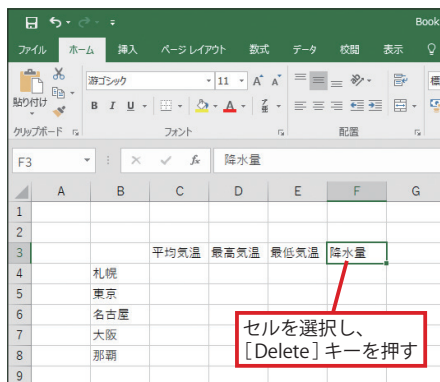 Book
ファイル ホーム 挿入 ページレイアウト 数式 データ 校閲 表示
貼り付け 游ゴシック 11 A A 標
B I U A
クリップボード フォント 配置
F3 fx 降水量
A B C D E F G
1
2
3 平均気温 最高気温 最低気温 降水量
4 札幌
5 東京
6 名古屋
7 大阪
8 那覇
9
セルを選択し、
[Delete]キーを押す